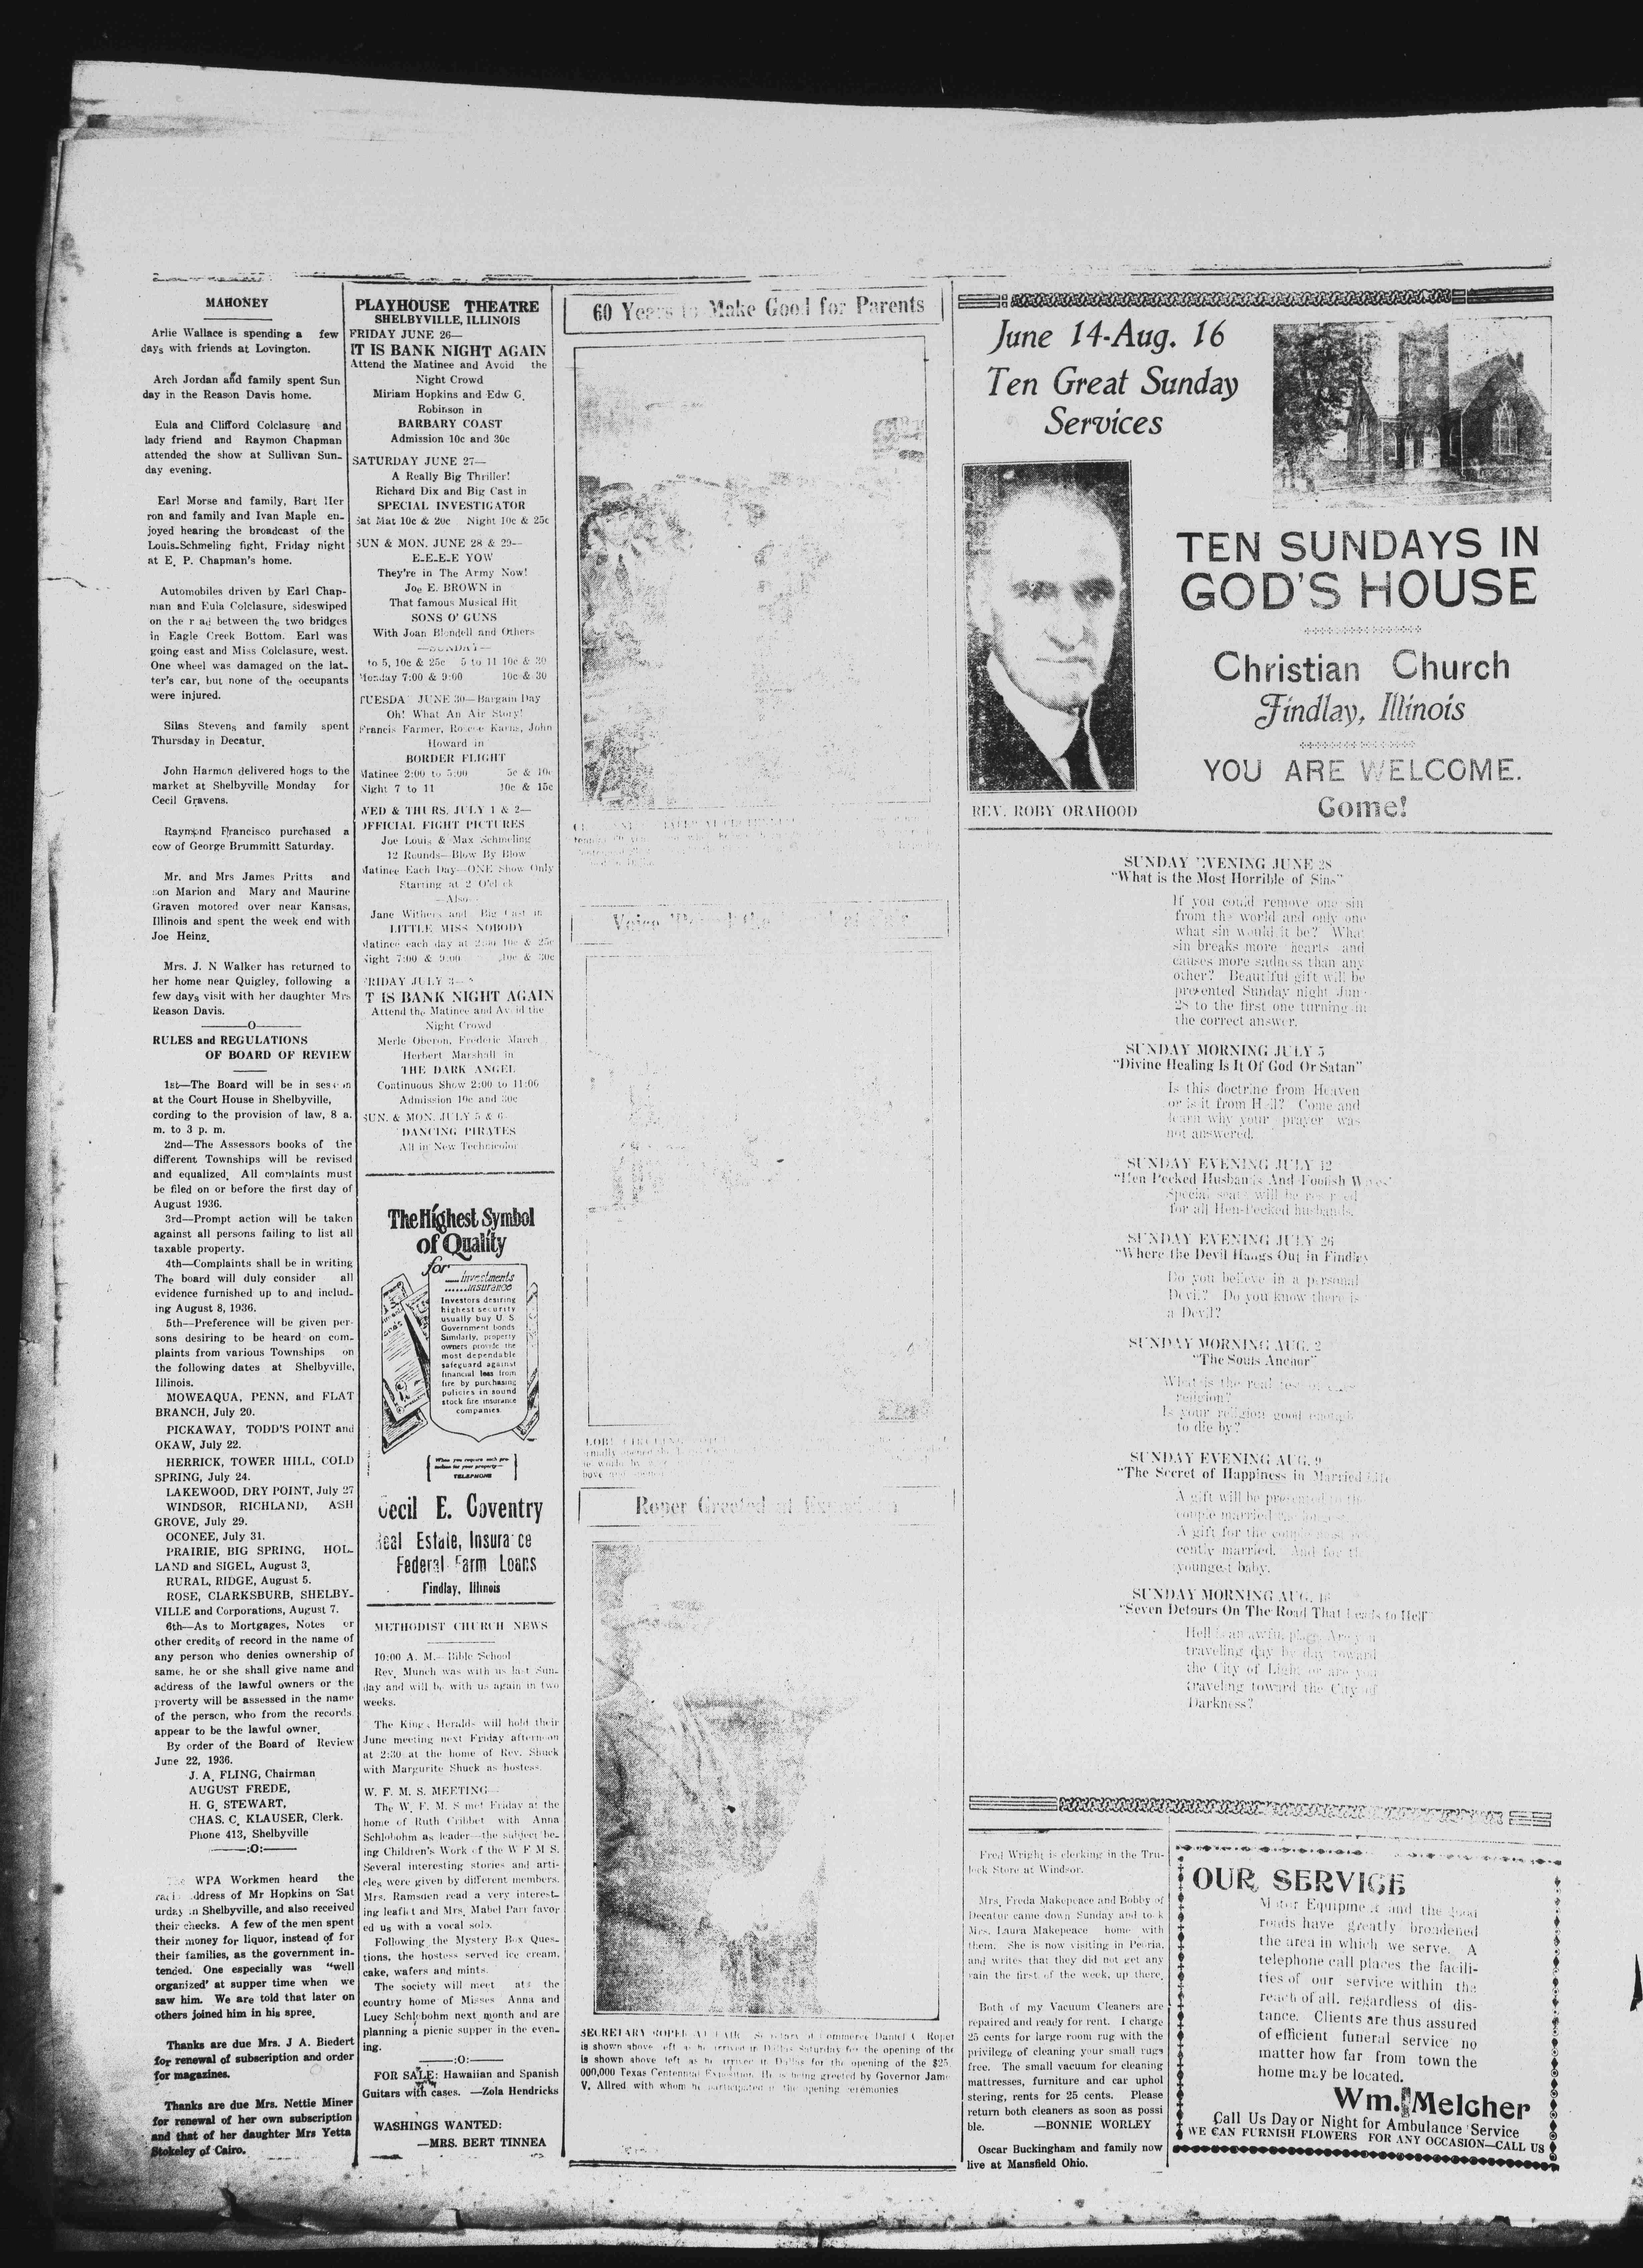 MAHONEY
Arlie Wallace is spending a few
days with friends at Lovington.
Arch Jordan and family spent Sun
day in the Reason Davis home.
Eula and Clifford Colclasure and
lady friend and Raymon Chapman
attended the show at Sullivan Sun-
day evening.
Earl Morse and family, Bart Her
ron and family and Ivan Maple en-
joyed hearing the broadcast of the
Louis-Schmeling fight, Friday night
at E. P. Chapman's home.
Automobiles driven by Earl Chap-
man and Eula Colclasure, sideswiped
on the r ad between the two bridges
in Eagle Creek Bottom. Earl was
going east and Miss Colclasure, west.
One wheel was damaged on the lat-
ter's car, but none of the occupants
were injured.
Silas Stevens and family spent
Thursday in Decatur.
John Harmon delivered hogs to the
market at Shelbyville Monday for
Cecil Gravens.
Raymond Francisco purchased a
cow of George Brummitt Saturday.
Mr. and Mrs James Pritts and
son Marion and Mary and Maurine
Graven motored over near Kansas,
Illinois and spent the week end with
Joe Heinz.
Mrs. J. N Walker has returned to
her home near Quigley, following a
few days visit with her daughter Mrs
Reason Davis.
———O———
RULES and REGULATIONS
OF BOARD OF REVIEW
1st—The Board will be in
at the Court House in Shelbyville,
cording to the provision of law, 8 a.
m. to 3 p. m.
2nd—The Assessors books of the
different Townships will be revised
and equalized. All complaints must
be filed on or before the first day of
August 1936.
3rd—Prompt action will be taken
against all persons failing to list all
taxable property.
4th—Complaints shall be in writing
The board will duly consider all
evidence furnished up to and includ-
ing August 8, 1936.
5th—Preference will be given per-
sons desiring to be heard on com-
plaints from various Townships on
the following dates at Shelbyville,
Illinois.
MOWEAQUA, PENN, and FLAT
BRANCH, July 20.
PICKAWAY, TODD'S POINT and
OKAW, July 22.
HERRICK, TOWER HILL, COLD
SPRING, July 24.
LAKEWOOD, DRY POINT, July 27
WINDSOR, RICHLAND, ASH
GROVE, July 29.
OCONEE, July 31.
PRAIRIE, BIG SPRING, HOL-
LAND and SIGEL, August 3.
RURAL, RIDGE, August 5.
ROSE, CLARKSBURB, SHELBY-
VILLE and Corporations, August 7.
6th—As to Mortgages, Notes or
other credits of record in the name of
any person who denies ownership of
same, he or she shall give name and
address of the lawful owners or the
proverty will be assessed in the name
of the person, who from the records
appear to be the lawful owner.
By order of the Board of Review
June 22, 1936.
J. A. FLING, Chairman
AUGUST FREDE,
H. G. STEWART,
CHAS. C. KLAUSER, Clerk.
Phone 413, Shelbyville
———:O:———
WPA Workmen heard the
ddress of Mr Hopkins on Sat
urday in Shelbyville, and also received
their checks. A few of the men spent
their money for liquor, instead of for
their families, as the government in-
tended. One especially was "well
organized' at supper time when we
saw him. We are told that later on
others joined him in his spree.
Thanks are due Mrs. J A. Biedert
for renewal of subscription and order
for magazines.
Thanks are due Mrs. Nettie Miner
for renewal of her own subscription
and that of her daughter Mrs Yetta
Stokeley of Cairo.
PLAYHOUSE THEATRE
SHELBYVILLE, ILLINOIS
FRIDAY JUNE 26—
IT IS BANK NIGHT AGAIN
Attend the Matinee and Avoid the
Night Crowd
Miriam Hopkins and Edw G.
Robinson in
BARBARY COAST
Admission 10c and 30c
SATURDAY JUNE 27—
A Really Big Thriller!
Richard Dix and Big Cast in
SPECIAL INVESTIGATOR
Sat Mat 10c & 20c Night 10c & 25c
SUN & MON. JUNE 28 & 29—
E-E-E-E YOW
They're in The Army Now!
Joe E. BROWN in
That famous Musical Hit
SONS O' GUNS
With Joan Blondell and Others
—SUNDAY—
to 5, 10c & 25c 5 to 11 10c & 30
Monday 7:00 & 9:00 10c & 30
TUESDA JUNE 30—Bargain Day
Oh! What An Air Story!
Francis Farmer, Roscoe Karns, John
Howard in
BORDER FLIGHT
Matinee 2:00 to 5:00 5c & 10c
Night 7 to 11 10c & 15c
WED & THURS. JULY 1 & 2—
OFFICIAL FIGHT PICTURES
Joe Louis & Max Schmeling
12 Rounds—Blow By Blow
Matinee Each Day—ONE Show Only
Starting at 2 O'cl ck
—Also—
Jane Withers and Big Cast in
LITTLE MISS NOBODY
Matinee each day at 2:00 10c & 25c
Night 7:00 & 9:00 10c & 30c
FRIDAY JULY 3—
T IS BANK NIGHT AGAIN
Attend the Matinee and Avoid the
Night Crowd
Merle Oberon, Frederic March
Herbert Marshall in
THE DARK ANGEL
Continuous Show 2:00 to 11:00
Admission 10c and 30c
SUN. & MON. JULY 5 & 6
DANCING PIRATES
All in New Technicolor
The Highest Symbol
of Quality
for
investments
insurance
Investors desiring
highest security
usually buy U. S.
Government bonds
Similarly, property
owners provide the
most dependable
safeguard against
financial loss from
fire by purchasing
policies in sound
stock fire insurance
companies.
When you require such pro-
tection for your property—
TELEPHONE
Cecil E. Coventry
Real Estate, Insurance
Federal Farm Loans
Findlay, Illinois
METHODIST CHURCH NEWS
10:00 A. M.—Bible School
Rev. Munch was with us last Sun-
day and will be with us again in two
weeks.
The Kings Heralds will hold their
June meeting next Friday afternoon
at 2:30 at the home of Rev. Shuck
with Margurite Shuck as hostess.
W. F. M. S. MEETING—
The W. F. M. S met Friday at the
home of Ruth Cribbet with Anna
Schlobohm as leader—the subject be-
ing Children's Work of the W F M S.
Several interesting stories and arti-
cles were given by different members.
Mrs. Ramsden read a very interest-
ing leaflet and Mrs. Mabel Parr favor
ed us with a vocal solo.
Following the Mystery Box Ques-
tions, the hostess served ice cream,
cake, wafers and mints.
The society will meet at the
country home of Misses Anna and
Lucy Schlobohm next month and are
planning a picnic supper in the even-
ing.
———:O:———
FOR SALE: Hawaiian and Spanish
Guitars with cases. —Zola Hendricks
WASHINGS WANTED:
—MRS. BERT TINNEA
60 Years to Make Good for Parents
Voice
Roper Greeted at
SECRETARY ROPER AT FAIR Secretary of Commerce Daniel C. Roper
is shown above left as he arrived in Dallas Saturday for the opening of the
is shown above left as he arrived in Dallas for the opening of the $25,
000,000 Texas Centennial Exposition. He is being greeted by Governor Jame
V. Allred with whom he participated in the opening ceremonies
June 14-Aug. 16
Ten Great Sunday
Services
REV. ROBY ORAHOOD
TEN SUNDAYS IN
GOD'S HOUSE
Christian Church
Findlay, Illinois
YOU ARE WELCOME.
Come!
SUNDAY EVENING JUNE 28
"What is the Most Horrible of Sins"
If you could remove one sin
from the world and only one
what sin would it be? What
sin breaks more hearts and
causes more sadness than any
other? Beautiful gift will be
presented Sunday night June
28 to the first one turning in
the correct answer.
SUNDAY MORNING JULY 5
"Divine Healing Is It Of God Or Satan"
Is this doctrine from Heaven
or is it from Hell? Come and
learn why your prayer was
not answered.
SUNDAY EVENING JULY 12
"Hen Pecked Husbands And Foolish Wives"
Special seats will be reserved
for all Hen-Pecked husbands.
SUNDAY EVENING JULY 26
"Where the Devil Hangs Out in Findlay
Do you believe in a personal
Devil? Do you know there is
a Devil?
SUNDAY MORNING AUG. 2
"The Souls Anchor"
What is the real test of
religion?
Is your religion good enough
to die by?
SUNDAY EVENING AUG. 9
"The Secret of Happiness in Married Life
A gift will be presented to the
couple married the longest.
A gift for the couple most re-
cently married. And for the
youngest baby.
SUNDAY MORNING AUG. 16
"Seven Detours On The Road That Leads to Hell"
Hell is an awful place. Are you
traveling day by day toward
the City of Light or are you
traveling toward the City of
Darkness?
Fred Wright is clerking in the Tru-
lock Store at Windsor.
Mrs. Freda Makepeace and Bobby of
Decatur came down Sunday and took
Mrs. Laura Makepeace home with
them. She is now visiting in Peoria,
and writes that they did not get any
rain the first of the week, up there.
Both of my Vacuum Cleaners are
repaired and ready for rent. I charge
25 cents for large room rug with the
privilege of cleaning your small rugs
free. The small vacuum for cleaning
mattresses, furniture and car uphol
stering, rents for 25 cents. Please
return both cleaners as soon as possi
ble. —BONNIE WORLEY
Oscar Buckingham and family now
live at Mansfield Ohio.
OUR SERVICE
Motor Equipment and the good
roads have greatly broadened
the area in which we serve. A
telephone call places the facili-
ties of our service within the
reach of all, regardless of dis-
tance. Clients are thus assured
of efficient funeral service no
matter how far from town the
home may be located.
Wm. Melcher
Call Us Day or Night for Ambulance Service
WE CAN FURNISH FLOWERS FOR ANY OCCASION—CALL US